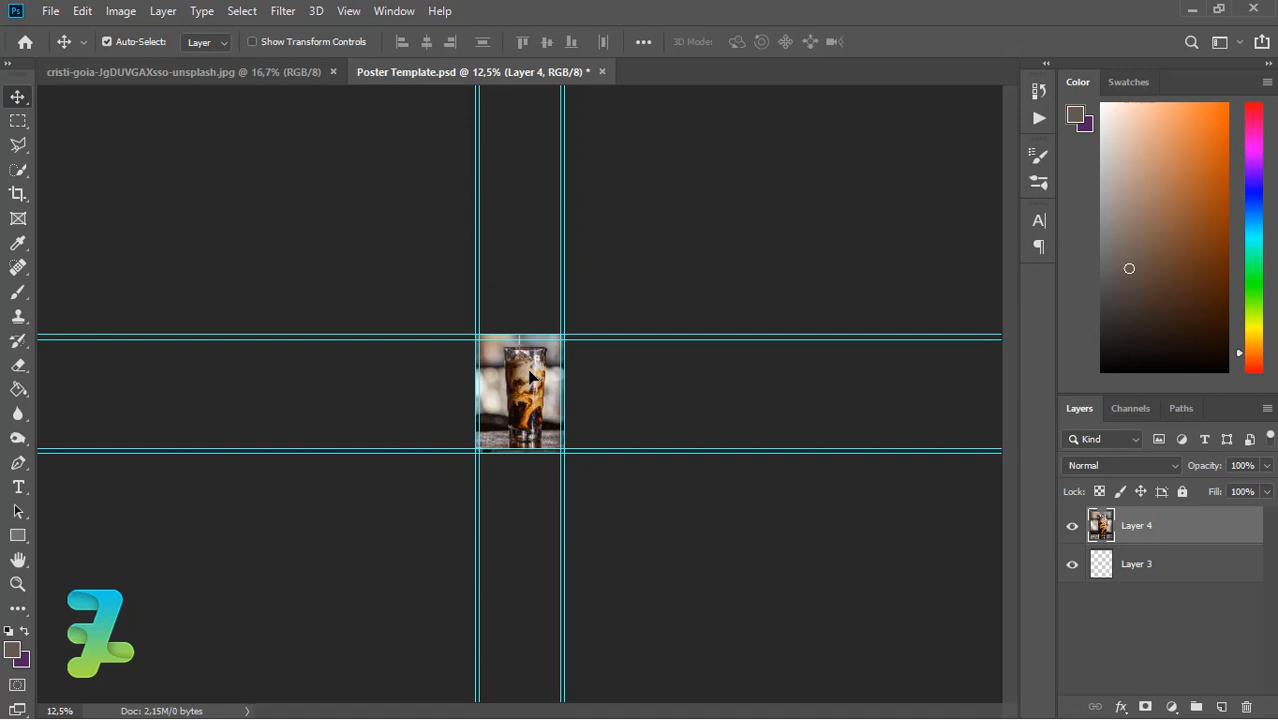 Ps File Edit Image Layer Type Select Filter 3D View Window Help
Auto-Select: Layer Show Transform Controls 3D Mode:
cristi-goia-JgDUVGAXsso-unsplash.jpg @ 16,7% (RGB/8) × Poster Template.psd @ 12,5% (Layer 4, RGB/8) * ×
Color Swatches
Layers Channels Paths
Kind
Normal Opacity: 100%
Lock: Fill: 100%
Layer 4
Layer 3
12,5% Doc: 2,15M/0 bytes